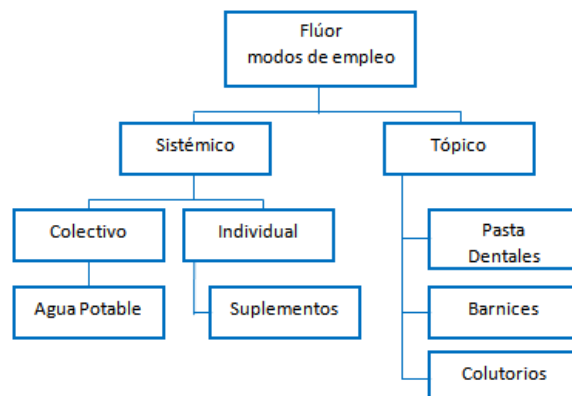 Flúor
modos de empleo
Sistémico
Tópico
Colectivo
Individual
Pasta
Dentales
Agua Potable
Suplementos
Barnices
Colutorios